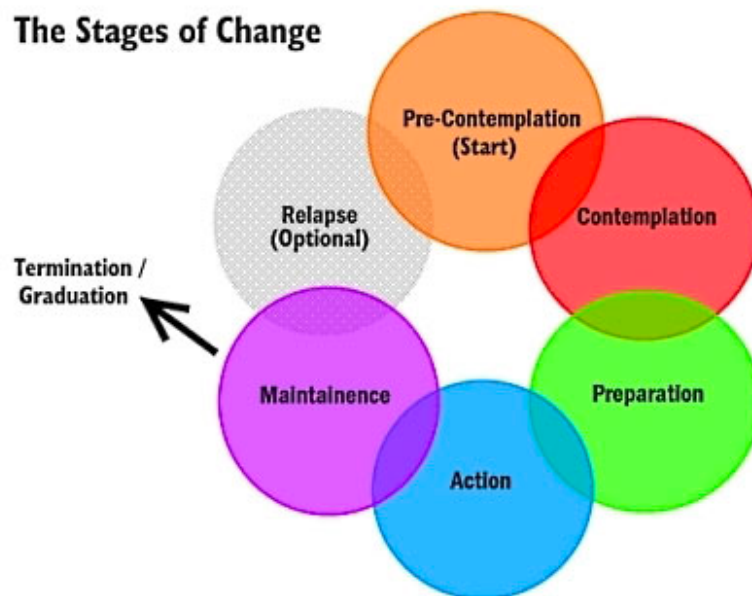 The Stages of Change
Pre-Contemplation
(Start)
Contemplation
Preparation
Action
Maintainence
Relapse
(Optional)
Termination /
Graduation